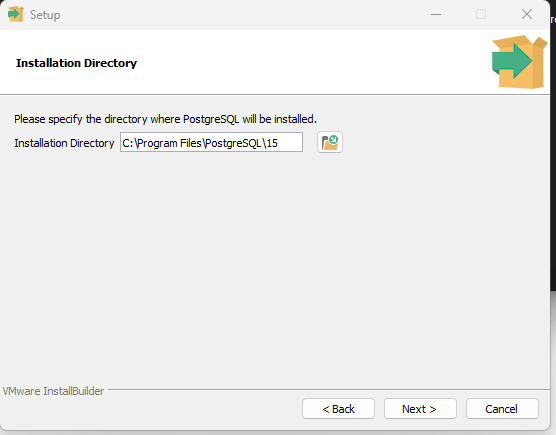 Setup
Installation Directory
Please specify the directory where PostgreSQL will be installed.
Installation Directory C:\Program Files\PostgreSQL\15
VMware InstallBuilder
< Back Next > Cancel